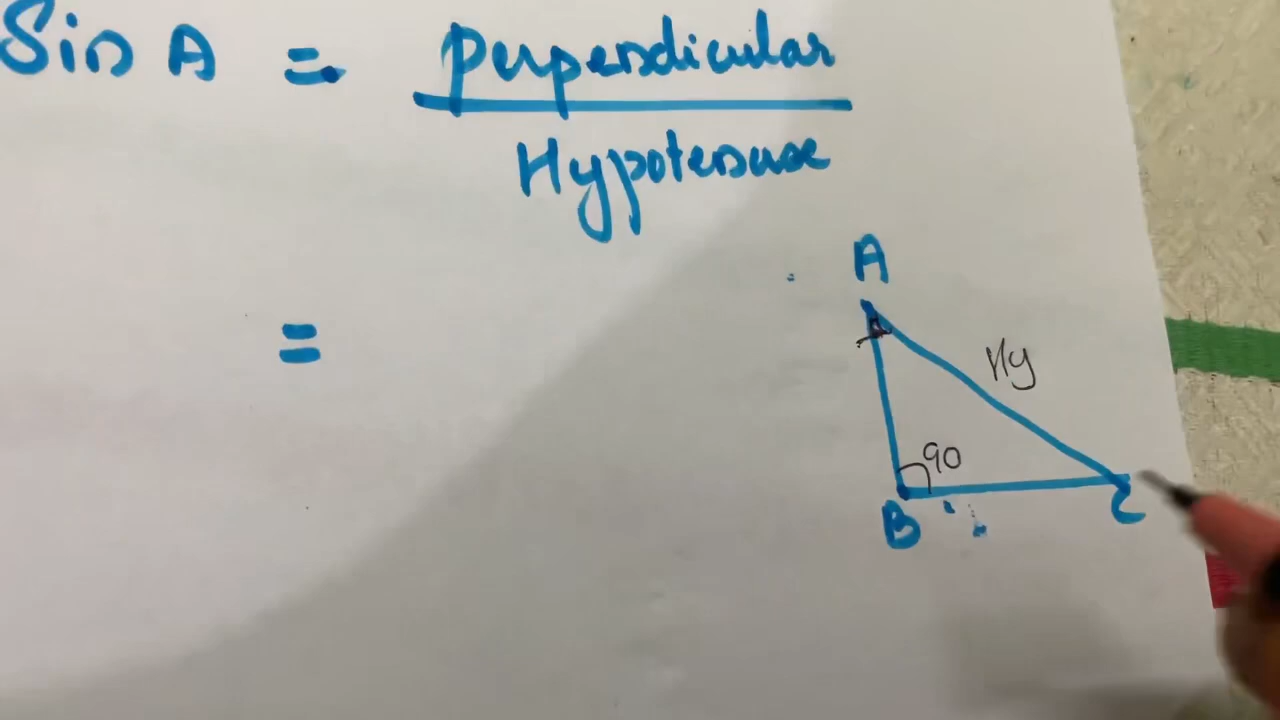 Sin A = Perpendicular
Hypotenuse
=
A
Hy
90
B
C